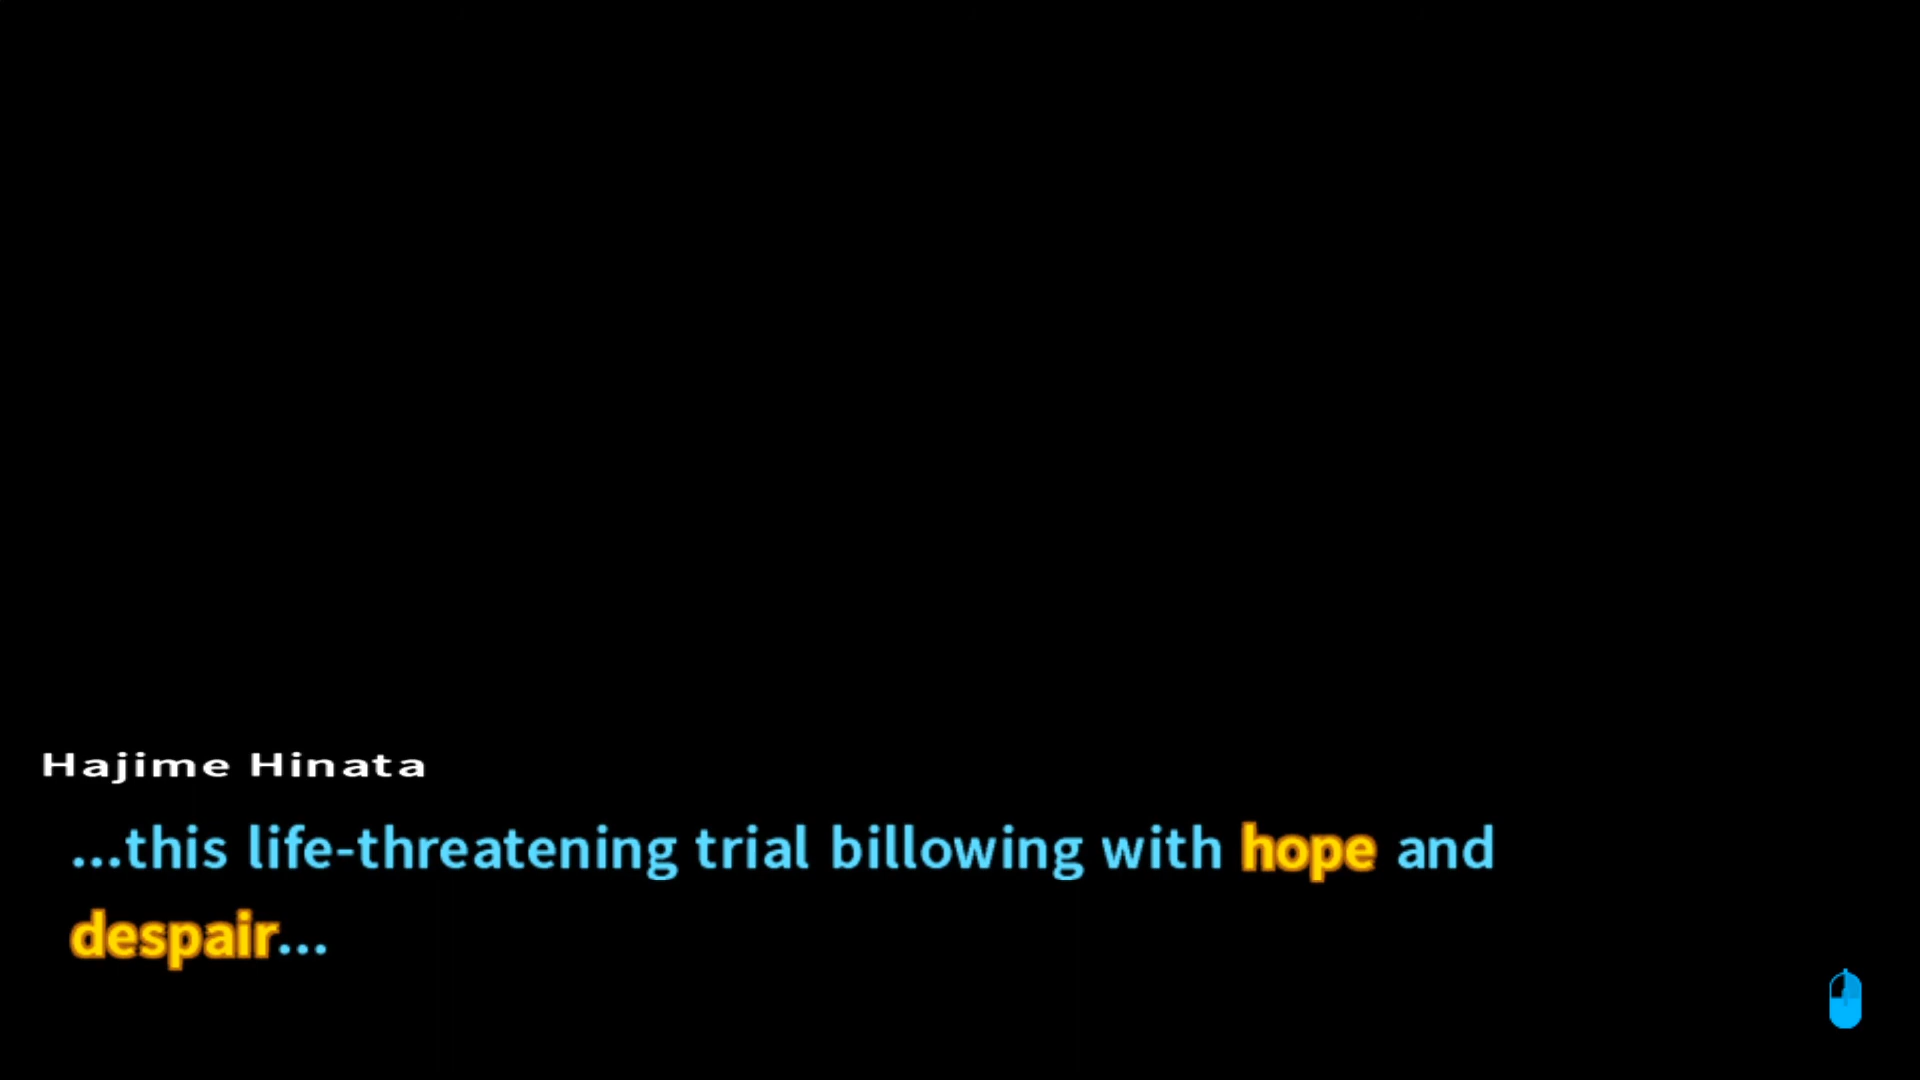 Hajime Hinata
...this life-threatening trial billowing with hope and
despair...